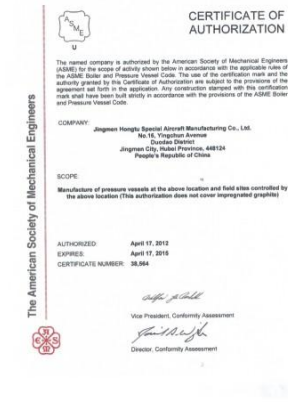 ASME
U
CERTIFICATE OF
AUTHORIZATION
The named company is authorized by the American Society of Mechanical Engineers
(ASME) for the scope of activity shown below in accordance with the applicable rules of
the ASME Boiler and Pressure Vessel Code. The use of the certification mark and the
authority granted by this Certificate of Authorization are subject to the provisions of the
agreement set forth in the application. Any construction stamped with this certification
mark shall have been built strictly in accordance with the provisions of the ASME Boiler
and Pressure Vessel Code.
COMPANY:
Jingmen Hongtu Special Aircraft Manufacturing Co., Ltd.
No.16, Yingchun Avenue
Duodao District
Jingmen City, Hubei Province, 448124
People's Republic of China
SCOPE:
Manufacture of pressure vessels at the above location and field sites controlled by
the above location (This authorization does not cover impregnated graphite)
AUTHORIZED: April 17, 2012
EXPIRES: April 17, 2015
CERTIFICATE NUMBER: 38,564
Vice President, Conformity Assessment
Director, Conformity Assessment
The American Society of Mechanical Engineers